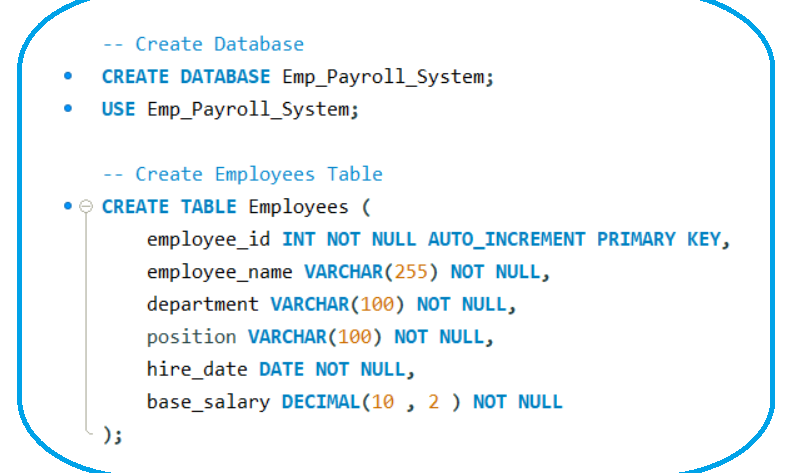 -- Create Database
CREATE DATABASE Emp_Payroll_System;
USE Emp_Payroll_System;
-- Create Employees Table
CREATE TABLE Employees (
employee_id INT NOT NULL AUTO_INCREMENT PRIMARY KEY,
employee_name VARCHAR(255) NOT NULL,
department VARCHAR(100) NOT NULL,
position VARCHAR(100) NOT NULL,
hire_date DATE NOT NULL,
base_salary DECIMAL(10 , 2 ) NOT NULL
);